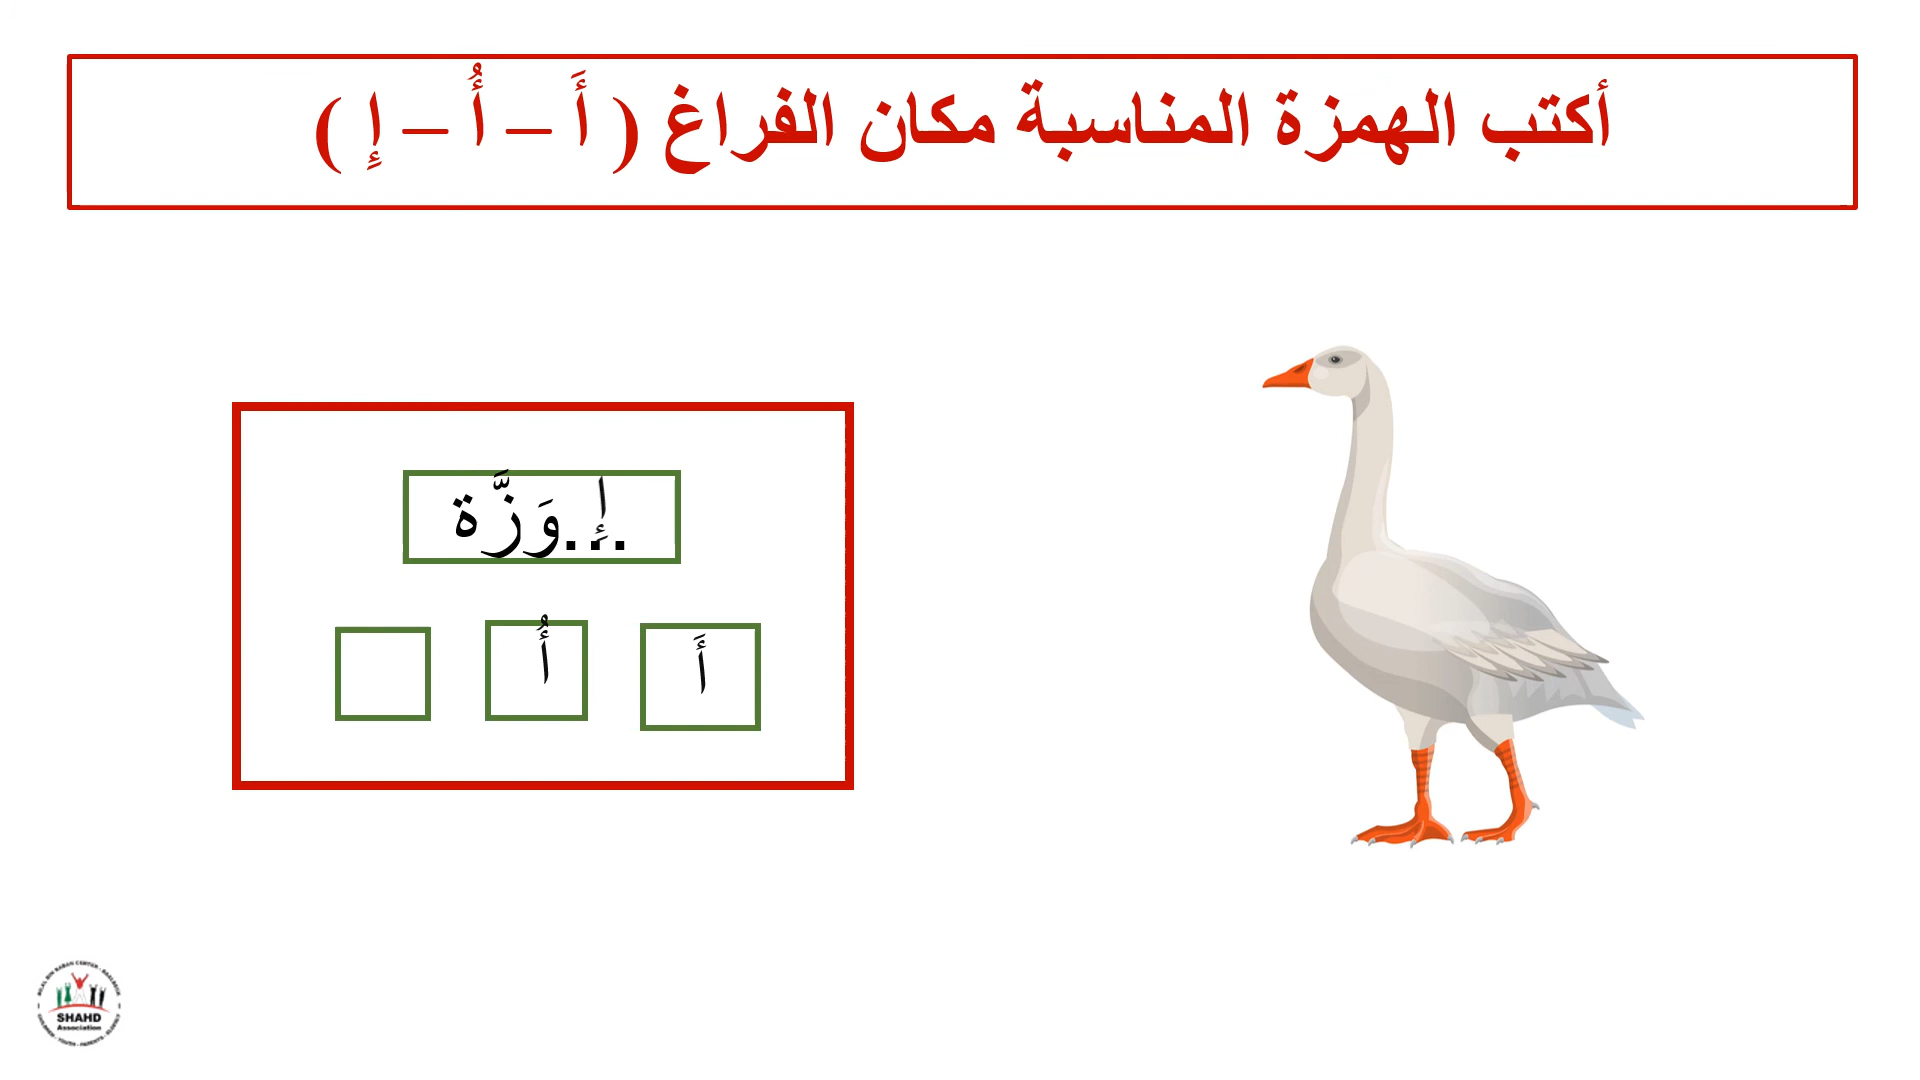 أكتب الهمزة المناسبة مكان الفراغ ( أَ – أُ – إِ )
إِ...وَزَّة
أَ أُ
SHAHD
Association